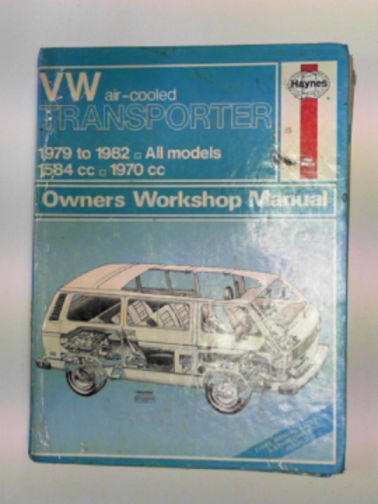 VW air-cooled
TRANSPORTER
Haynes
1979 to 1982 □ All models
1584 cc □ 1970 cc
Owners Workshop Manual